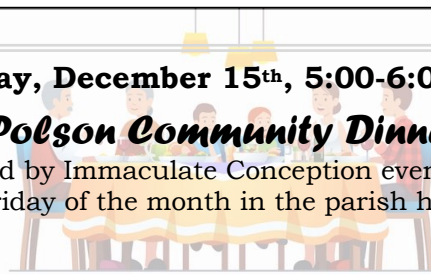 ay, December 15th, 5:00-6:0
Polson Community Dinn
d by Immaculate Conception ever
riday of the month in the parish h